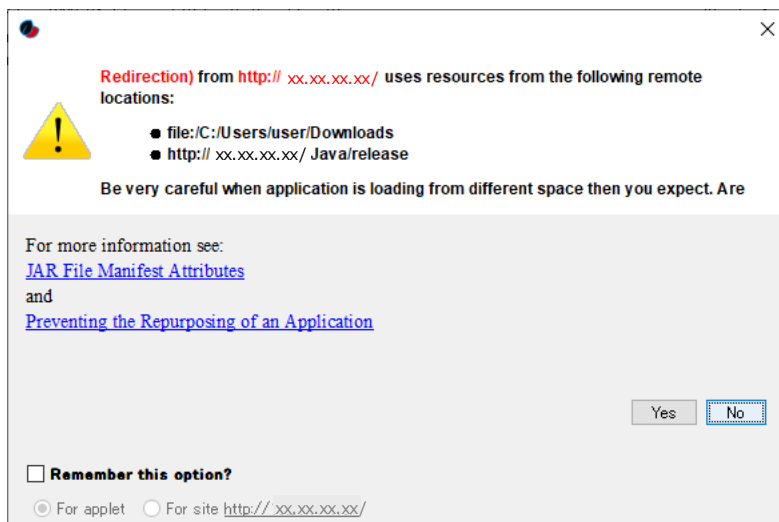 Redirection) from http:// xx.xx.xx.xx/ uses resources from the following remote
locations:
file:/C:/Users/user/Downloads
http:// xx.xx.xx.xx/ Java/release
Be very careful when application is loading from different space then you expect. Are
For more information see:
JAR File Manifest Attributes
and
Preventing the Repurposing of an Application
Yes No
Remember this option?
For applet For site http:// xx.xx.xx.xx/